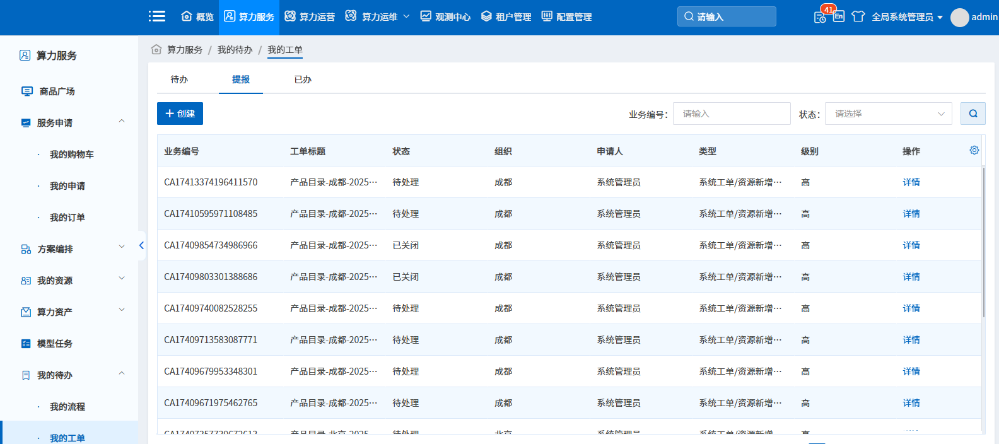 概览 算力服务 算力运营 算力运维 观测中心 租户管理 配置管理 请输入 41 En 全局系统管理员 admin
算力服务
商品广场
服务申请
· 我的购物车
· 我的申请
· 我的订单
方案编排
我的资源
算力资产
模型任务
我的待办
· 我的流程
· 我的工单
算力服务 / 我的待办 / 我的工单
待办 提报 已办
+ 创建 业务编号: 请输入 状态: 请选择
业务编号 工单标题 状态 组织 申请人 类型 级别 操作
CA17413374196411570 产品目录-成都-2025··· 待处理 成都 系统管理员 系统工单/资源新增··· 高 详情
CA17410595971108485 产品目录-成都-2025··· 待处理 成都 系统管理员 系统工单/资源新增··· 高 详情
CA17409854734986966 产品目录-成都-2025··· 已关闭 成都 系统管理员 系统工单/资源新增··· 高 详情
CA17409803301388686 产品目录-成都-2025··· 已关闭 成都 系统管理员 系统工单/资源新增··· 高 详情
CA17409740082528255 产品目录-成都-2025··· 待处理 成都 系统管理员 系统工单/资源新增··· 高 详情
CA17409713583087771 产品目录-成都-2025··· 待处理 成都 系统管理员 系统工单/资源新增··· 高 详情
CA17409679953348301 产品目录-成都-2025··· 待处理 成都 系统管理员 系统工单/资源新增··· 高 详情
CA17409671975462765 产品目录-成都-2025··· 待处理 成都 系统管理员 系统工单/资源新增··· 高 详情
产品目录-北京-2025··· 待处理 北京 系统管理员 系统工单/资源新增··· 高